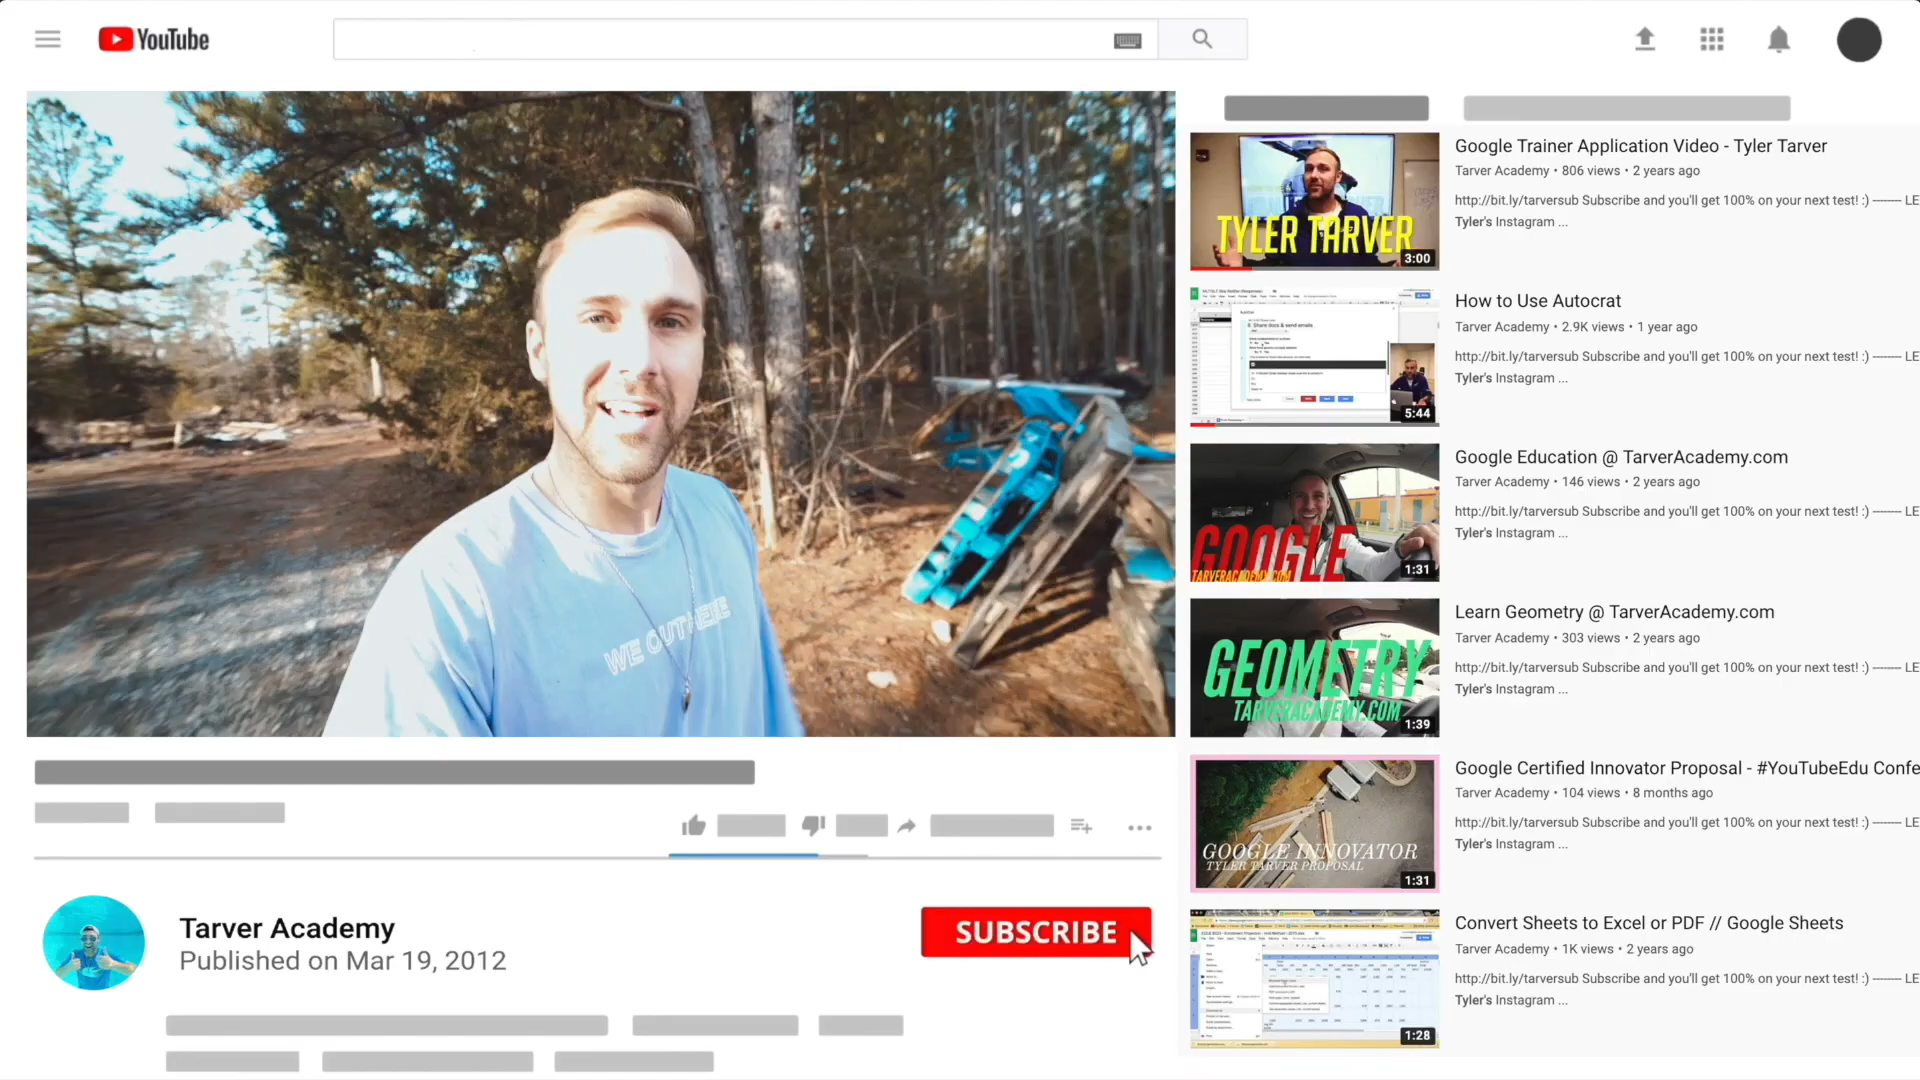 YouTube
WE OUT HERE
Tarver Academy
Published on Mar 19, 2012
SUBSCRIBE
TYLER TARVER
3:00
Google Trainer Application Video - Tyler Tarver
Tarver Academy • 806 views • 2 years ago
http://bit.ly/tarversub Subscribe and you'll get 100% on your next test! :) -------- LE
Tyler's Instagram ...
8. Share docs & send emails
5:44
How to Use Autocrat
Tarver Academy • 2.9K views • 1 year ago
http://bit.ly/tarversub Subscribe and you'll get 100% on your next test! :) -------- LE
Tyler's Instagram ...
GOOGLE
TARVERACADEMY.COM
1:31
Google Education @ TarverAcademy.com
Tarver Academy • 146 views • 2 years ago
http://bit.ly/tarversub Subscribe and you'll get 100% on your next test! :) -------- LE
Tyler's Instagram ...
GEOMETRY
TARVERACADEMY.COM
1:39
Learn Geometry @ TarverAcademy.com
Tarver Academy • 303 views • 2 years ago
http://bit.ly/tarversub Subscribe and you'll get 100% on your next test! :) -------- LE
Tyler's Instagram ...
GOOGLE INNOVATOR
TYLER TARVER PROPOSAL
1:31
Google Certified Innovator Proposal - #YouTubeEdu Confe
Tarver Academy • 104 views • 8 months ago
http://bit.ly/tarversub Subscribe and you'll get 100% on your next test! :) -------- LE
Tyler's Instagram ...
1:28
Convert Sheets to Excel or PDF // Google Sheets
Tarver Academy • 1K views • 2 years ago
http://bit.ly/tarversub Subscribe and you'll get 100% on your next test! :) -------- LE
Tyler's Instagram ...